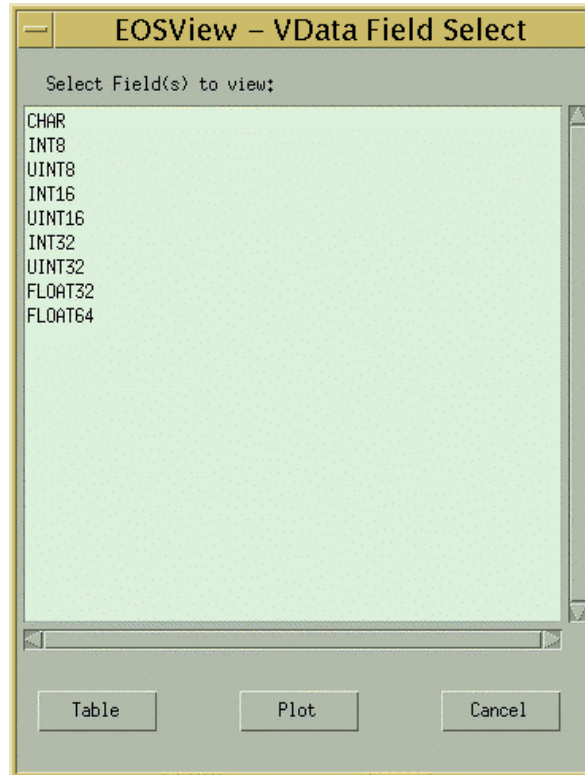 EOSView – VData Field Select
Select Field(s) to view:
CHAR
INT8
UINT8
INT16
UINT16
INT32
UINT32
FLOAT32
FLOAT64
Table Plot Cancel